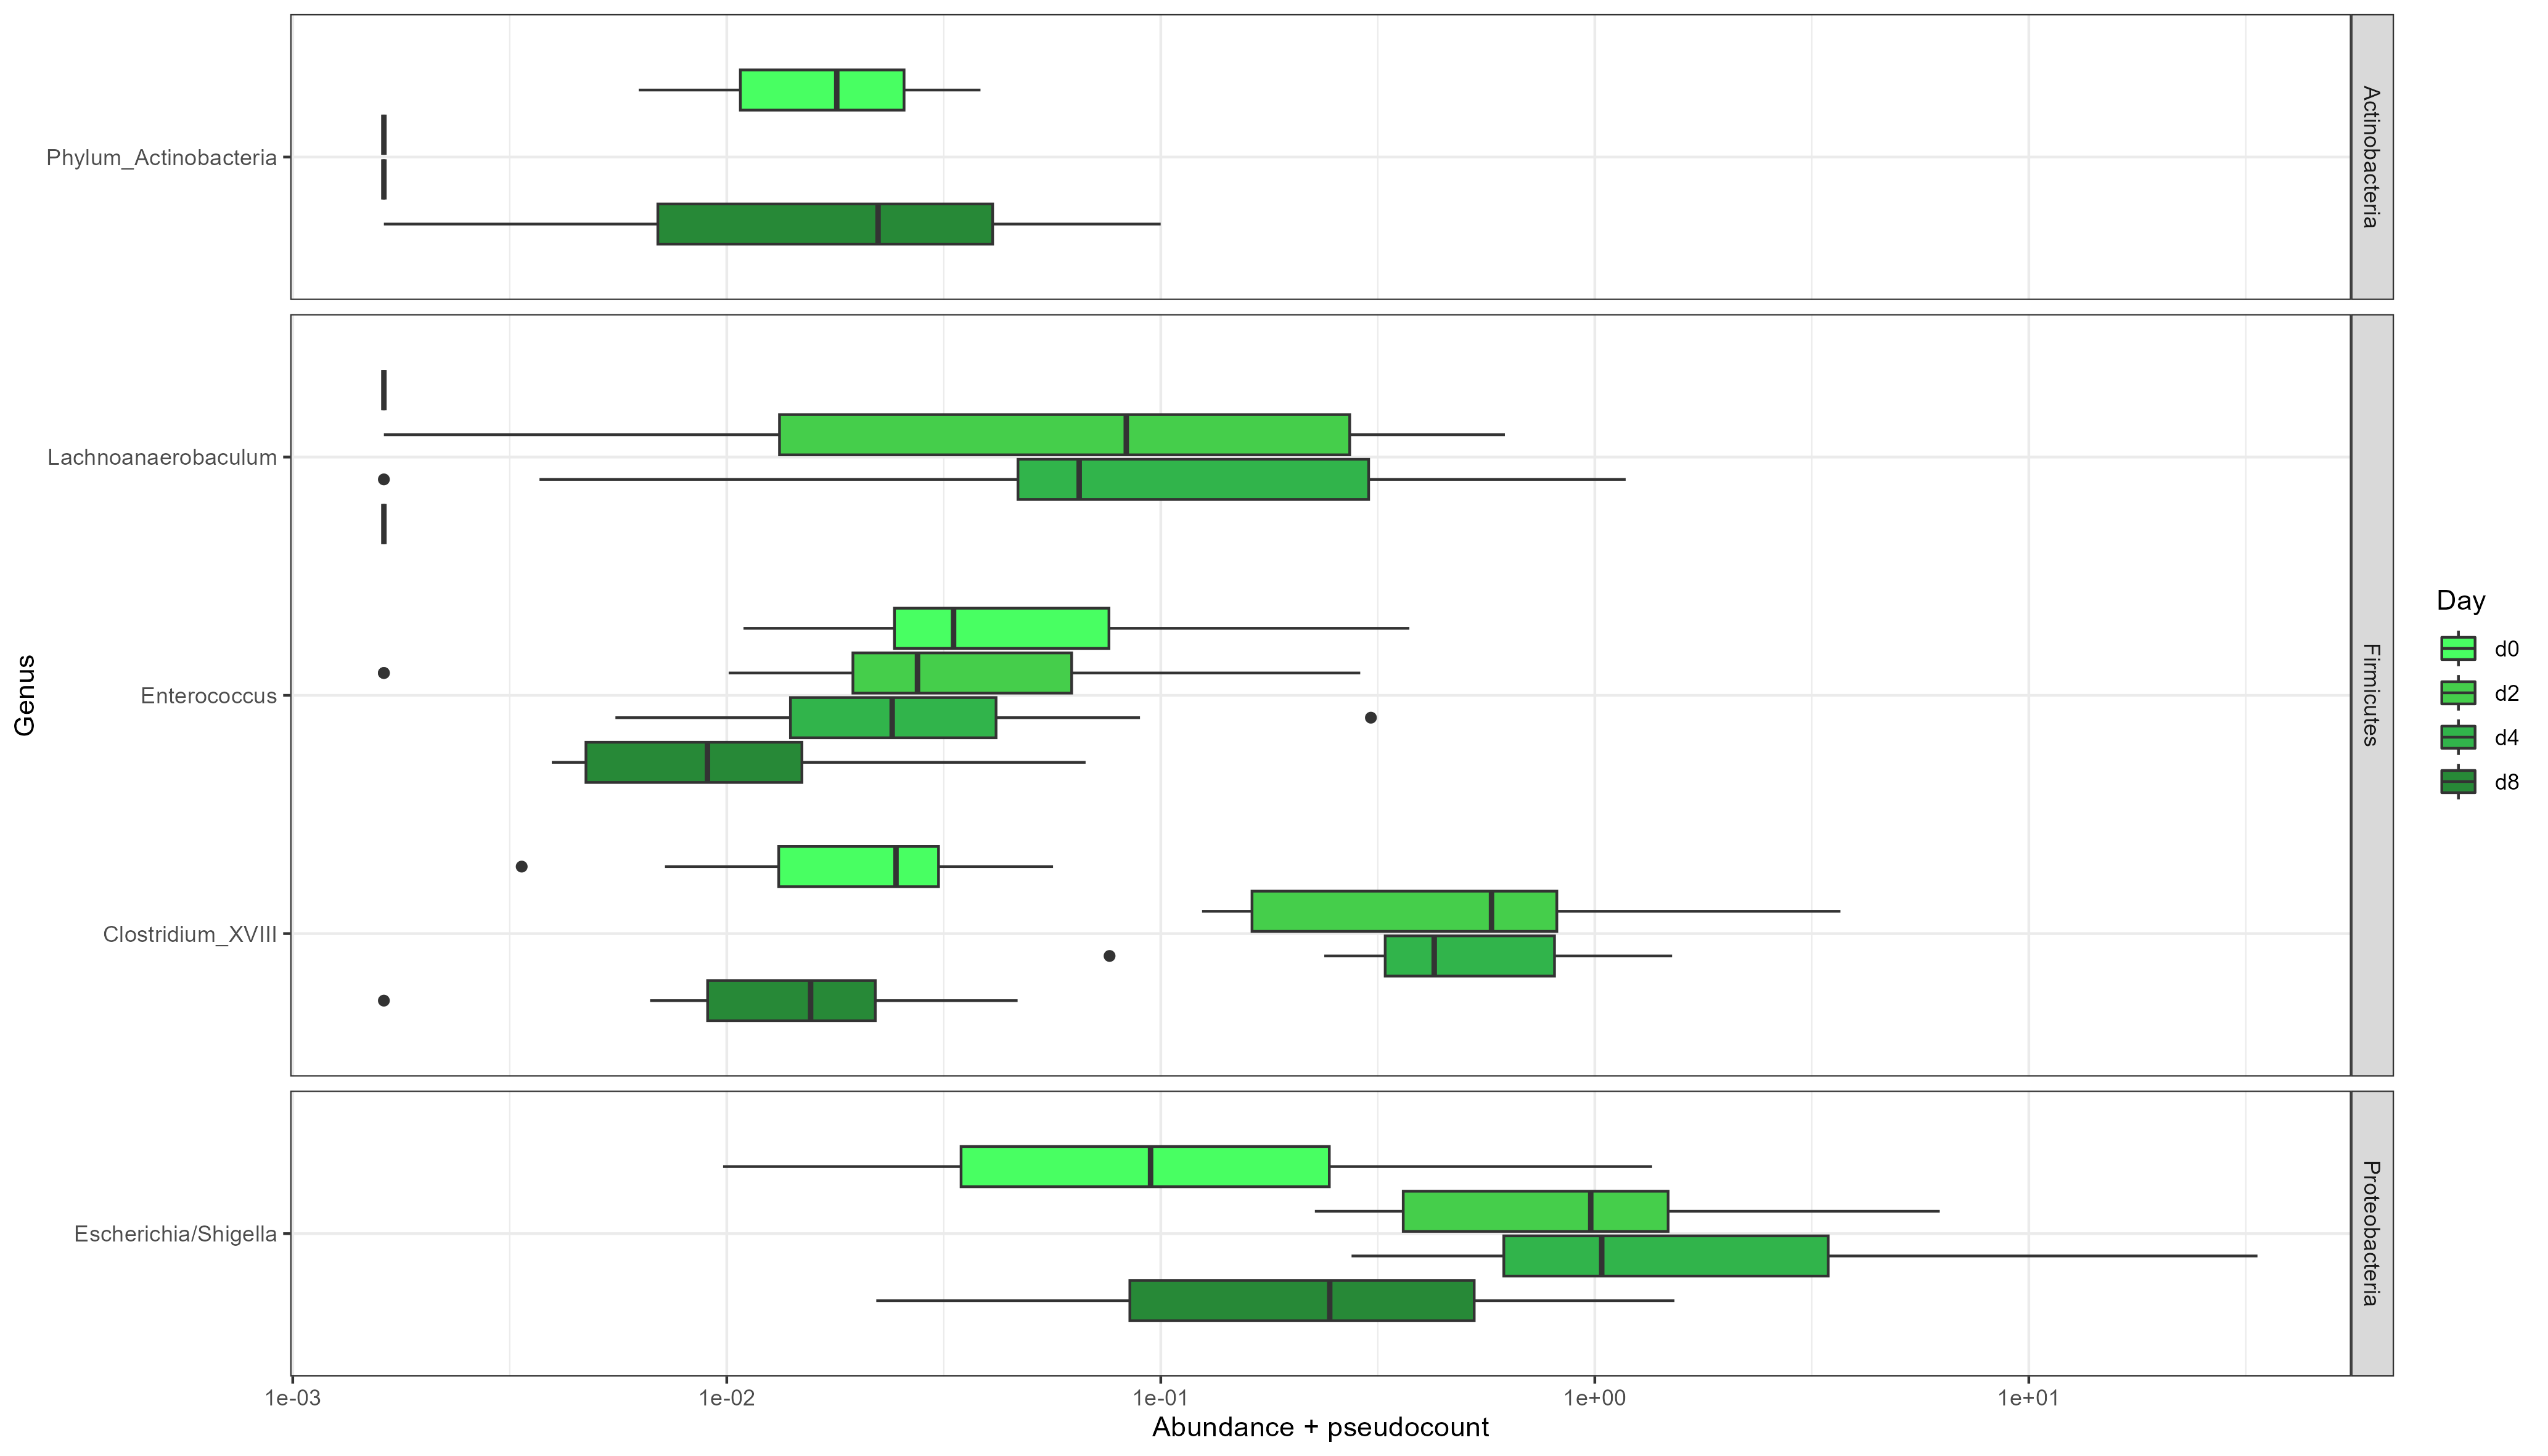 Actinobacteria
Phylum_Actinobacteria
Lachnoanaerobaculum
Enterococcus
Clostridium_XVIII
Firmicutes
Escherichia/Shigella
Proteobacteria
Genus
1e-03 1e-02 1e-01 1e+00 1e+01
Abundance + pseudocount
Day
d0
d2
d4
d8